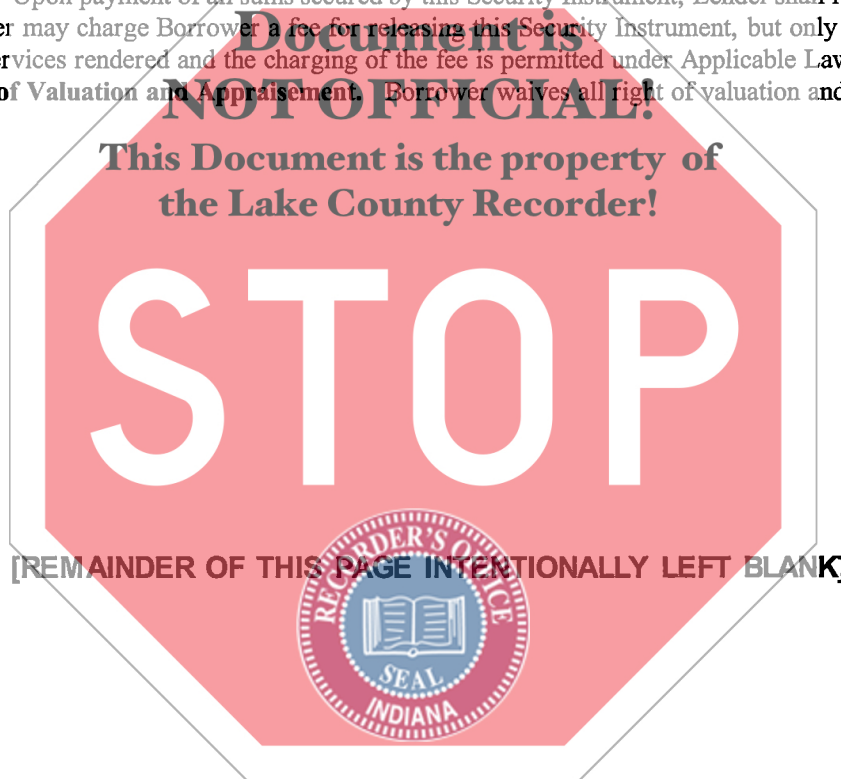 Upon payment of all sums secured by this Security Instrument, Lender shall r
er may charge Borrower a fee for releasing this Security Instrument, but only
rvices rendered and the charging of the fee is permitted under Applicable Lav
of Valuation and Appraisement. Borrower waives all right of valuation and
Document is
NOT OFFICIAL!
This Document is the property of
the Lake County Recorder!
STOP
[REMAINDER OF THIS PAGE INTENTIONALLY LEFT BLANK]
RECORDER'S OFFICE
SEAL
INDIANA